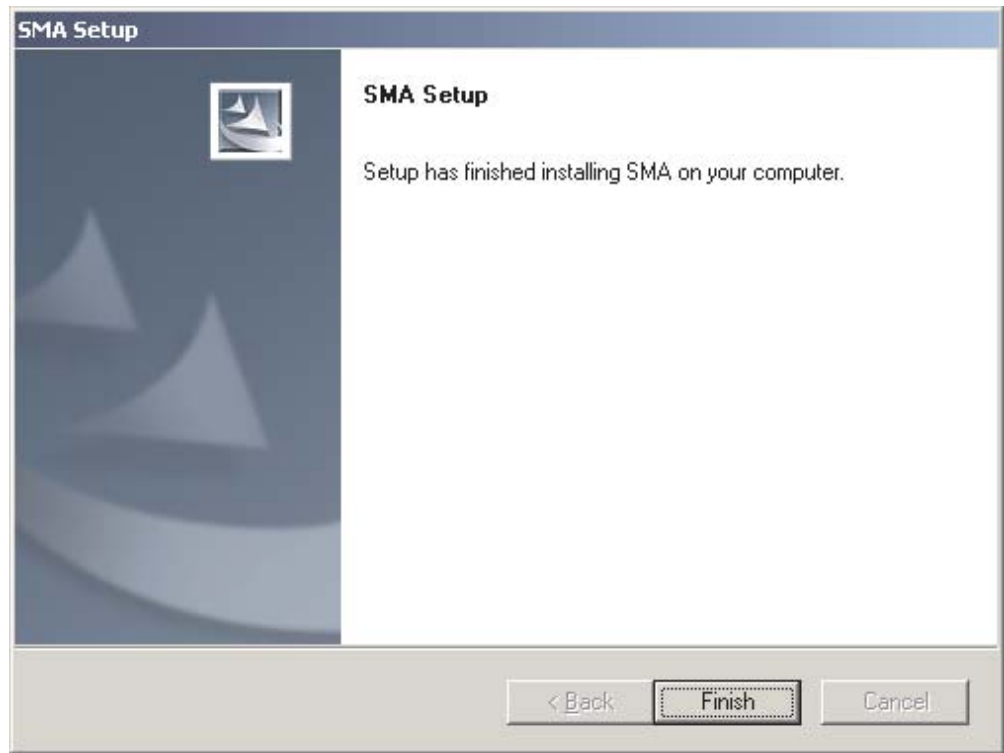 SMA Setup
SMA Setup
Setup has finished installing SMA on your computer.
< Back Finish Cancel